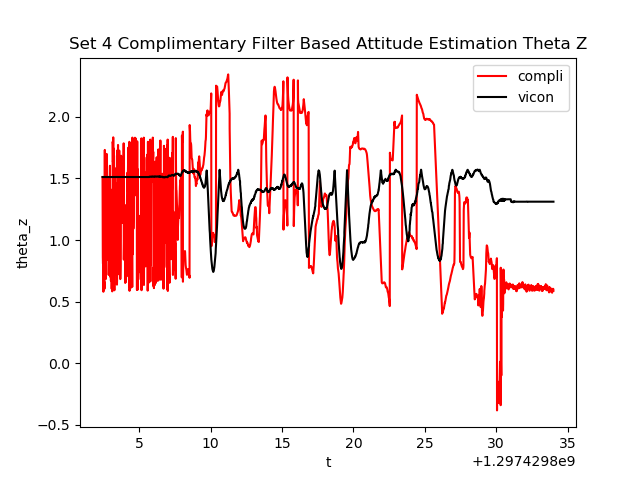 Set 4 Complimentary Filter Based Attitude Estimation Theta Z
compli
vicon
theta_z
2.0
1.5
1.0
0.5
0.0
−0.5
5 10 15 20 25 30 35
t
+1.2974298e9